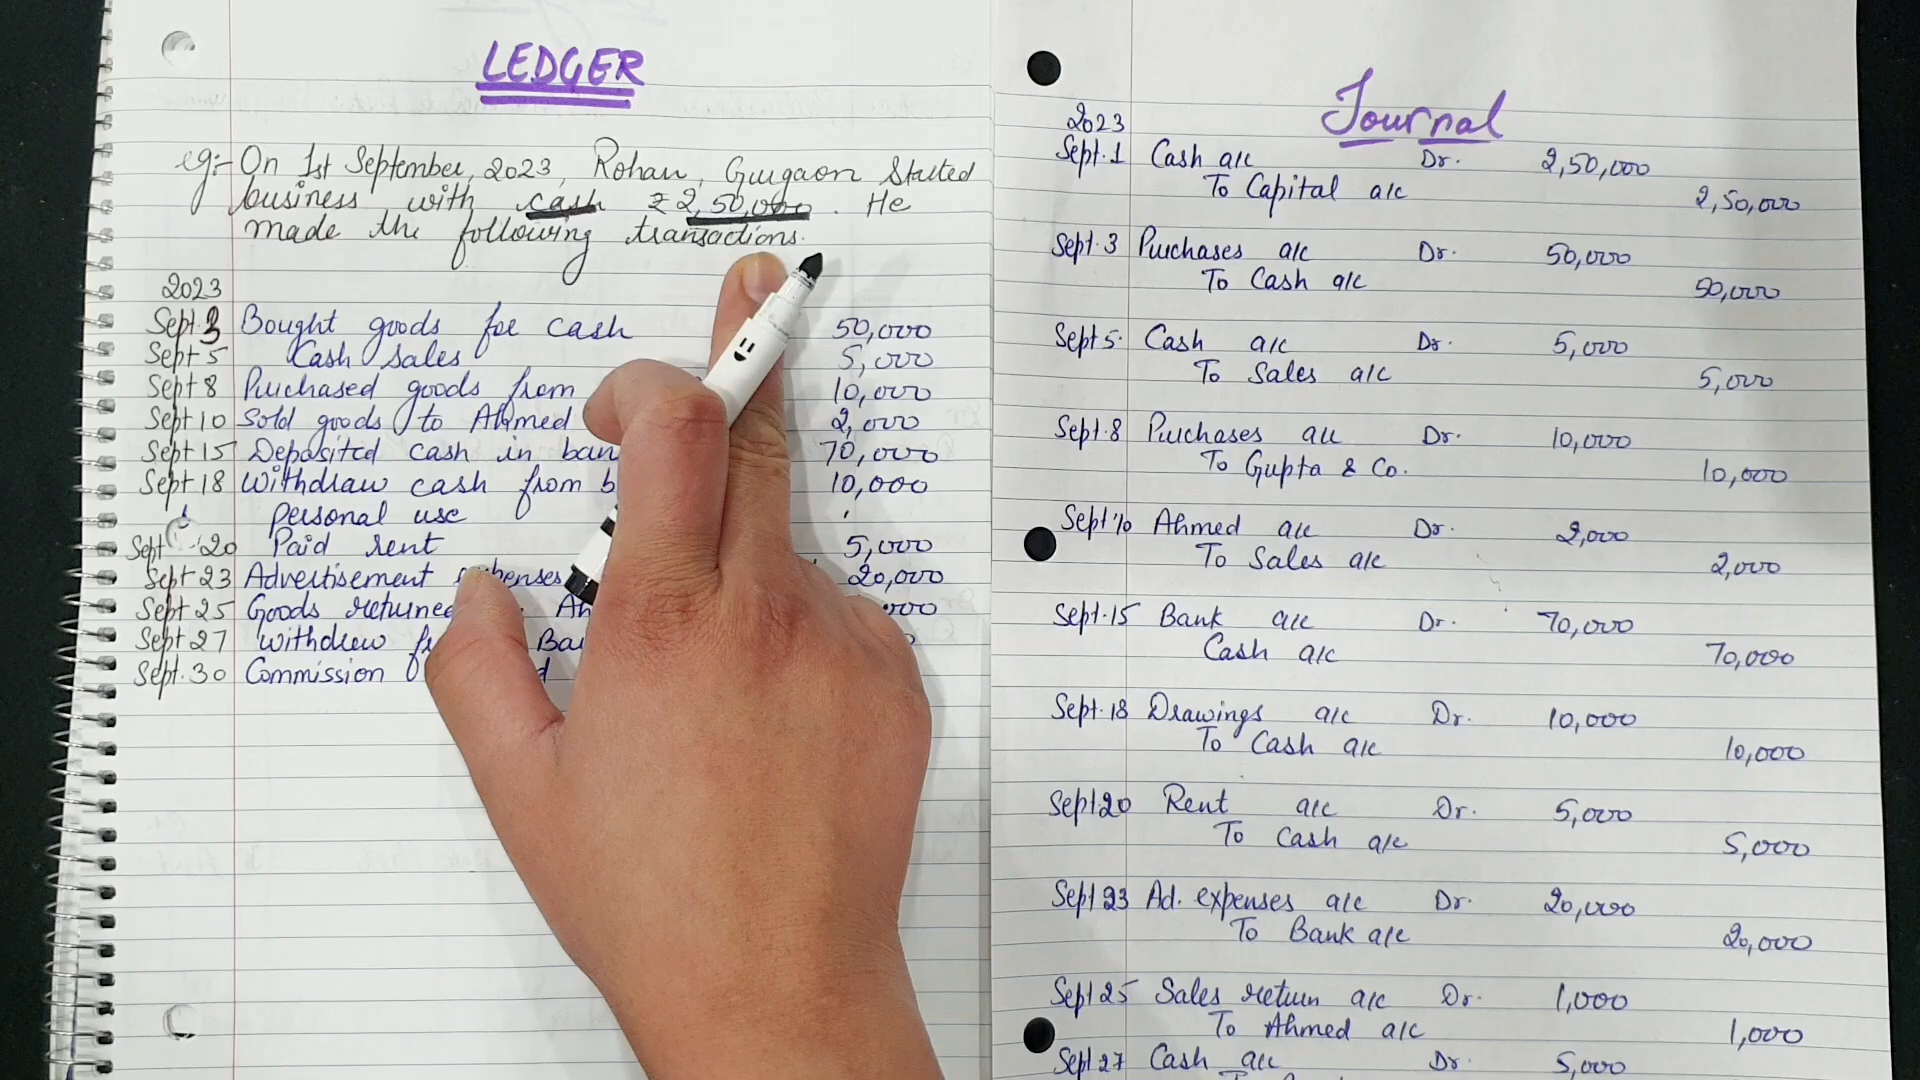 LEDGER
eg:- On 1st September, 2023, Rohan, Gurgaon Started
business with cash ₹ 2,50,000. He
made the following transactions.
2023
Sept.3 Bought goods for cash 50,000
Sept 5 Cash Sales 5,000
Sept 8 Purchased goods from 10,000
Sept 10 Sold goods to Ahmed 2,000
Sept 15 Deposited cash in 70,000
Sept 18 Withdraw cash from 10,000
personal use
Sept 20 Paid rent 5,000
Sept 23 Advertisement expenses 20,000
Sept 25 Goods
Sept 27 withdrew
Sept.30 Commission
Journal
2023
Sept.1 Cash a/c Dr. 2,50,000
To Capital a/c 2,50,000
Sept.3 Purchases a/c Dr. 50,000
To Cash a/c 50,000
Sept 5. Cash a/c Dr. 5,000
To Sales a/c 5,000
Sept.8 Purchases a/c Dr. 10,000
To Gupta & Co. 10,000
Sept 10 Ahmed a/c Dr. 2,000
To Sales a/c 2,000
Sept.15 Bank a/c Dr. 70,000
Cash a/c 70,000
Sept.18 Drawings a/c Dr. 10,000
To Cash a/c 10,000
Sept 20 Rent a/c Dr. 5,000
To Cash a/c 5,000
Sept 23 Ad. expenses a/c Dr. 20,000
To Bank a/c 20,000
Sept 25 Sales return a/c Dr. 1,000
To Ahmed a/c 1,000
Sept 27 Cash a/c Dr. 5,000